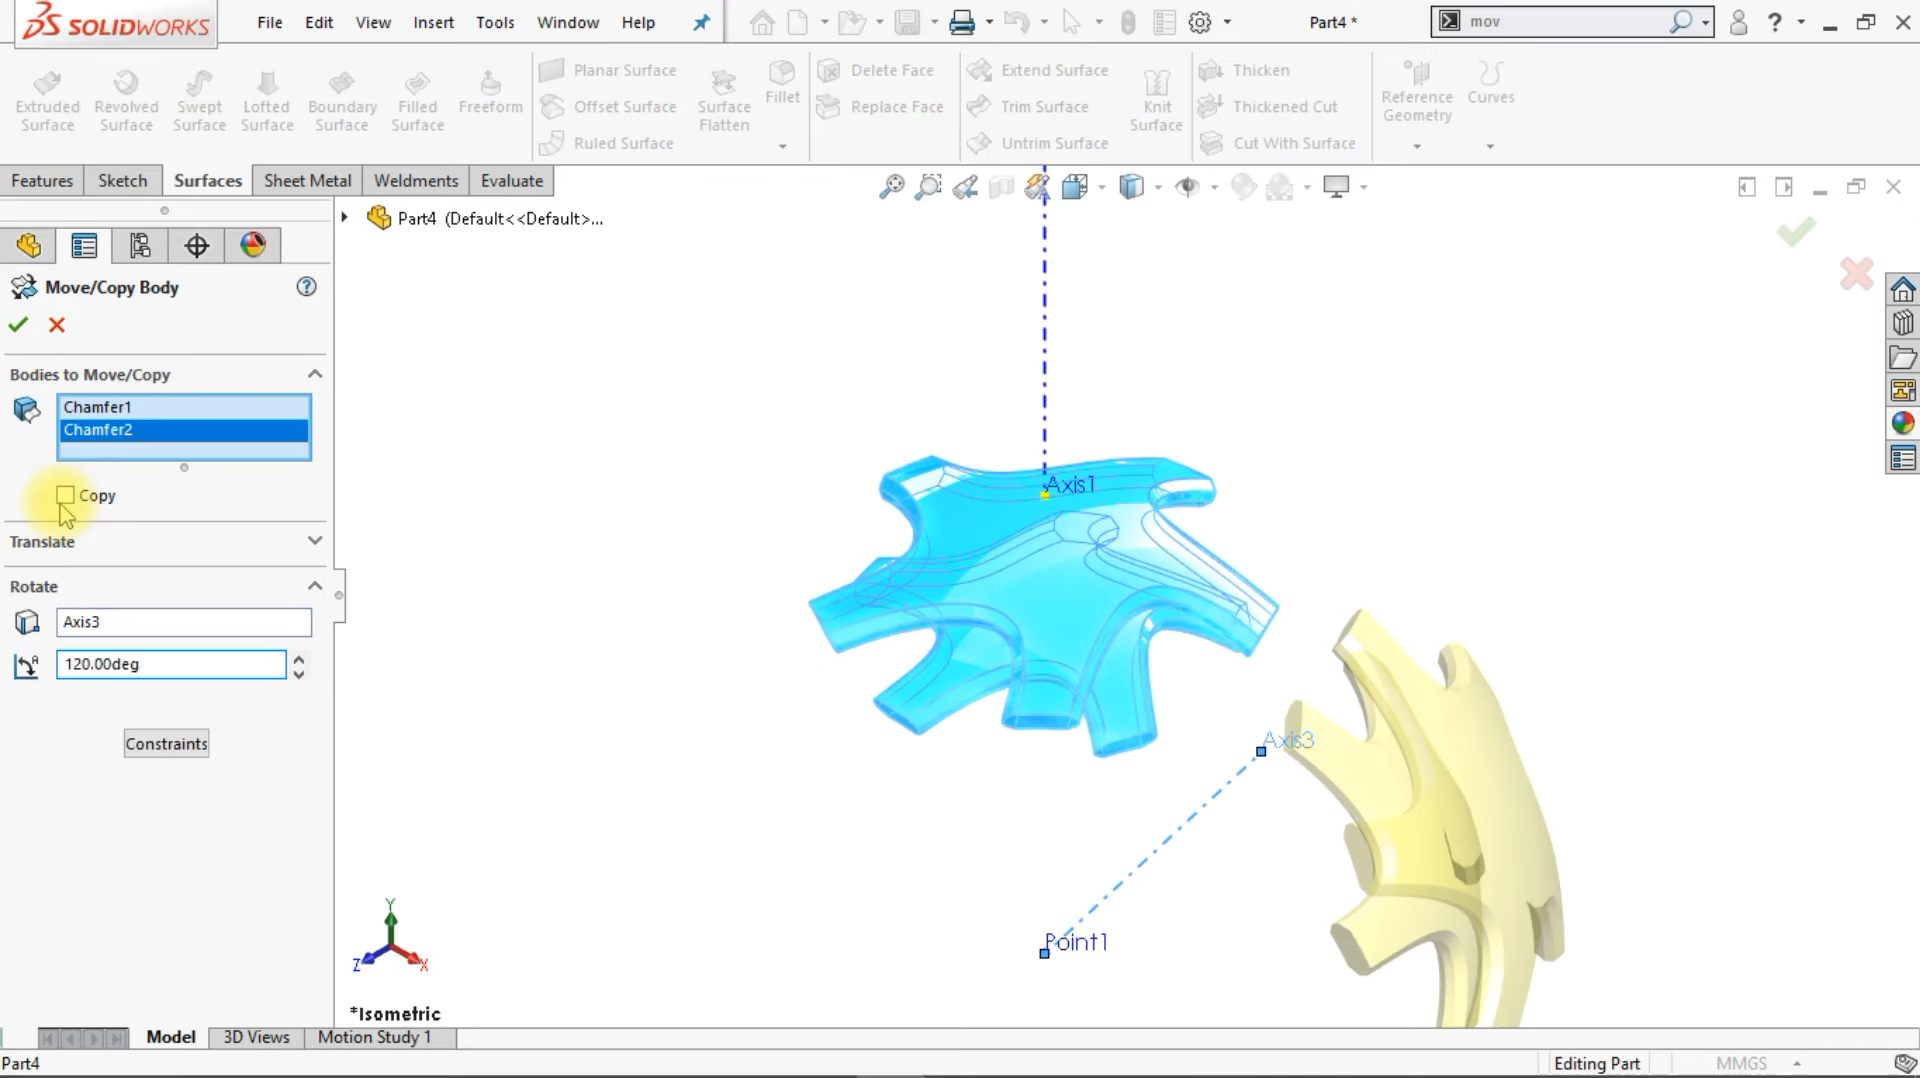 SOLIDWORKS File Edit View Insert Tools Window Help Part4 * mov ?
Extruded Surface
Revolved Surface
Swept Surface
Lofted Surface
Boundary Surface
Filled Surface
Freeform
Planar Surface
Offset Surface
Ruled Surface
Surface Flatten
Fillet
Delete Face
Replace Face
Extend Surface
Trim Surface
Untrim Surface
Knit Surface
Thicken
Thickened Cut
Cut With Surface
Reference Geometry
Curves
Features Sketch Surfaces Sheet Metal Weldments Evaluate
Part4 (Default<<Default>...
Move/Copy Body
Bodies to Move/Copy
Chamfer1
Chamfer2
Copy
Translate
Rotate
Axis3
120.00deg
Constraints
Axis1
Axis3
Point1
Y
Z
X
*Isometric
Model 3D Views Motion Study 1
Part4 Editing Part MMGS